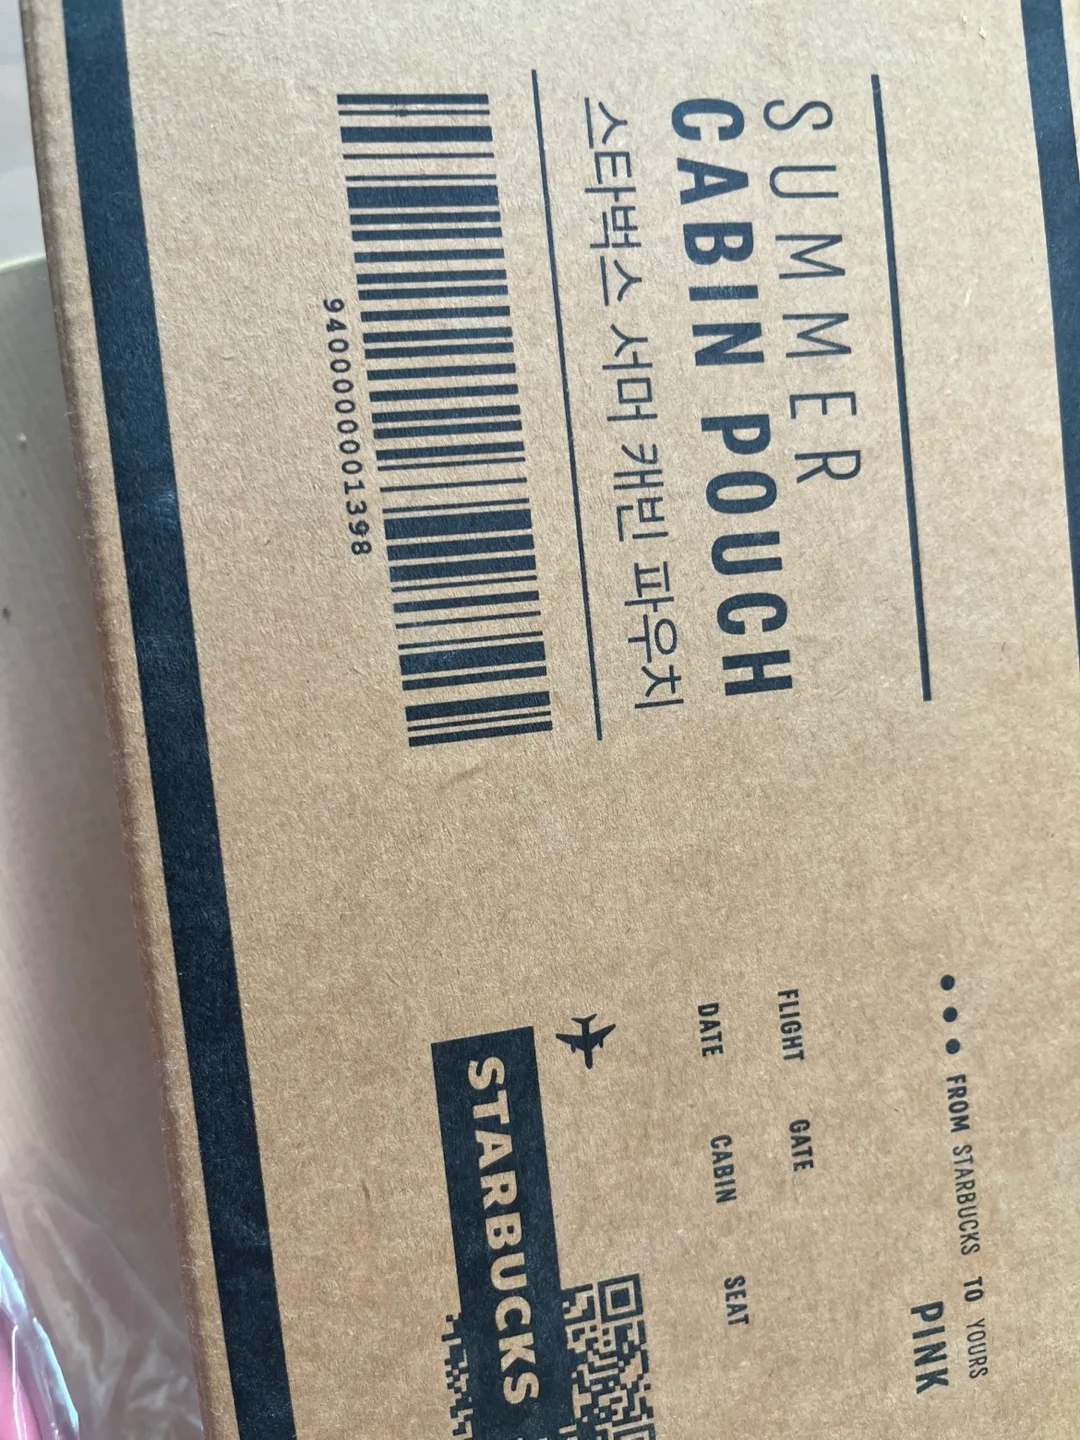 SUMMER
CABIN POUCH
스타벅스 서머 캐빈 파우치
9400000001398
●●● FROM STARBUCKS TO YOURS
PINK
FLIGHT GATE
DATE CABIN SEAT
STARBUCKS